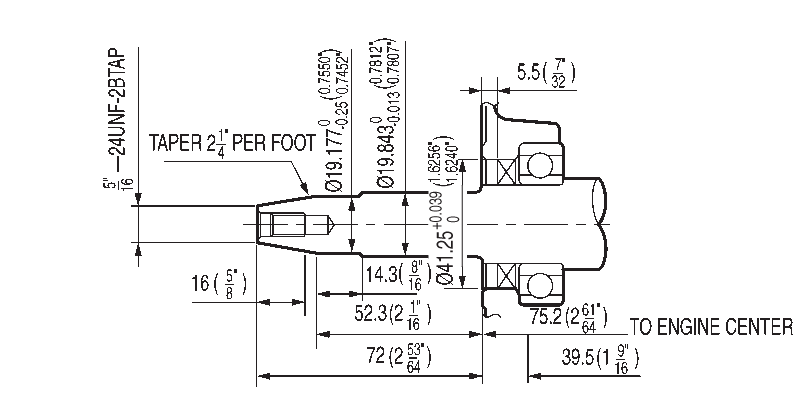 5.5(7/32")
5/16"-24UNF-2BTAP
TAPER 2 1/4" PER FOOT
Ø19.177 0/-0.25 (0.7550"/0.7452")
Ø19.843 0/-0.013 (0.7812"/0.7807")
Ø41.25 +0.039/0 (1.6256"/1.6240")
16 (5/8")
14.3(8/16")
52.3(2 1/16")
75.2(2 61/64")
TO ENGINE CENTER
72(2 53/64")
39.5(1 9/16")